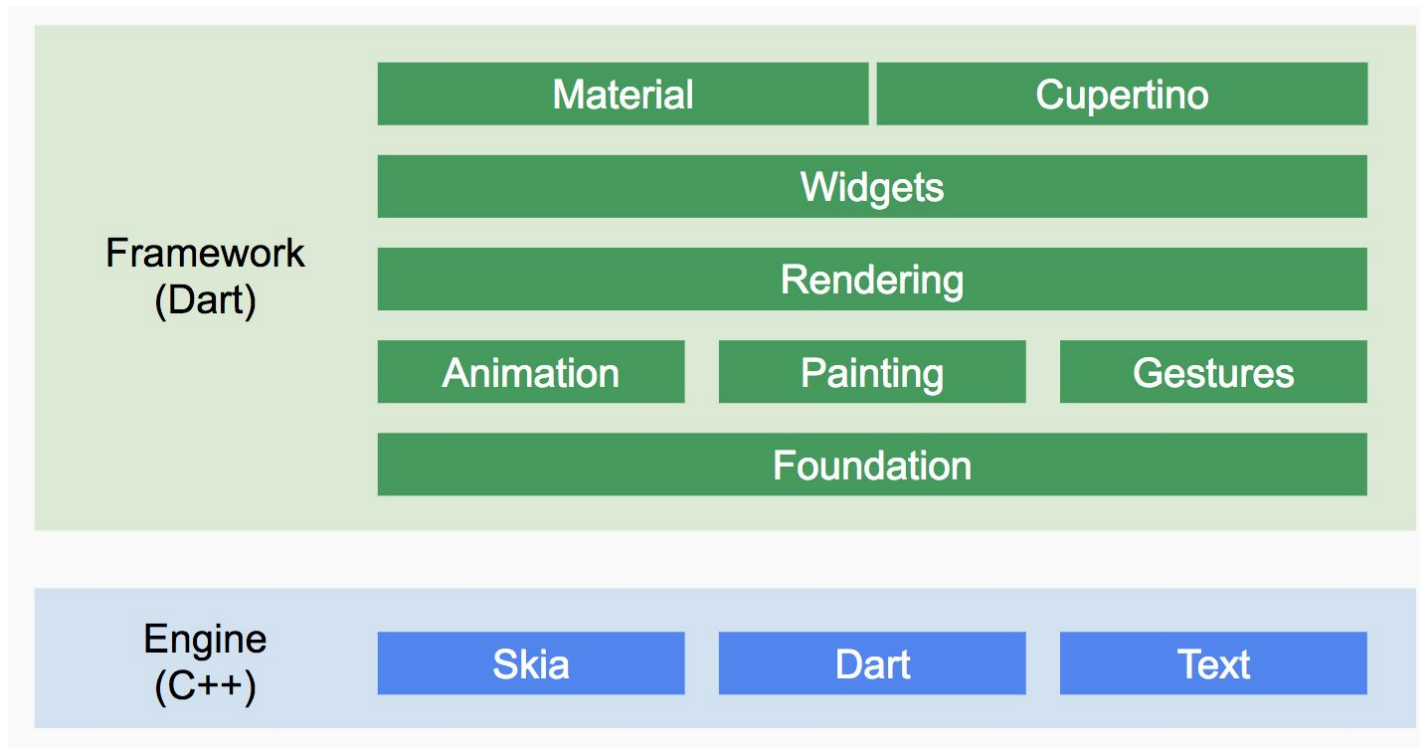 Material
Cupertino
Widgets
Framework
(Dart)
Rendering
Animation
Painting
Gestures
Foundation
Engine
(C++)
Skia
Dart
Text